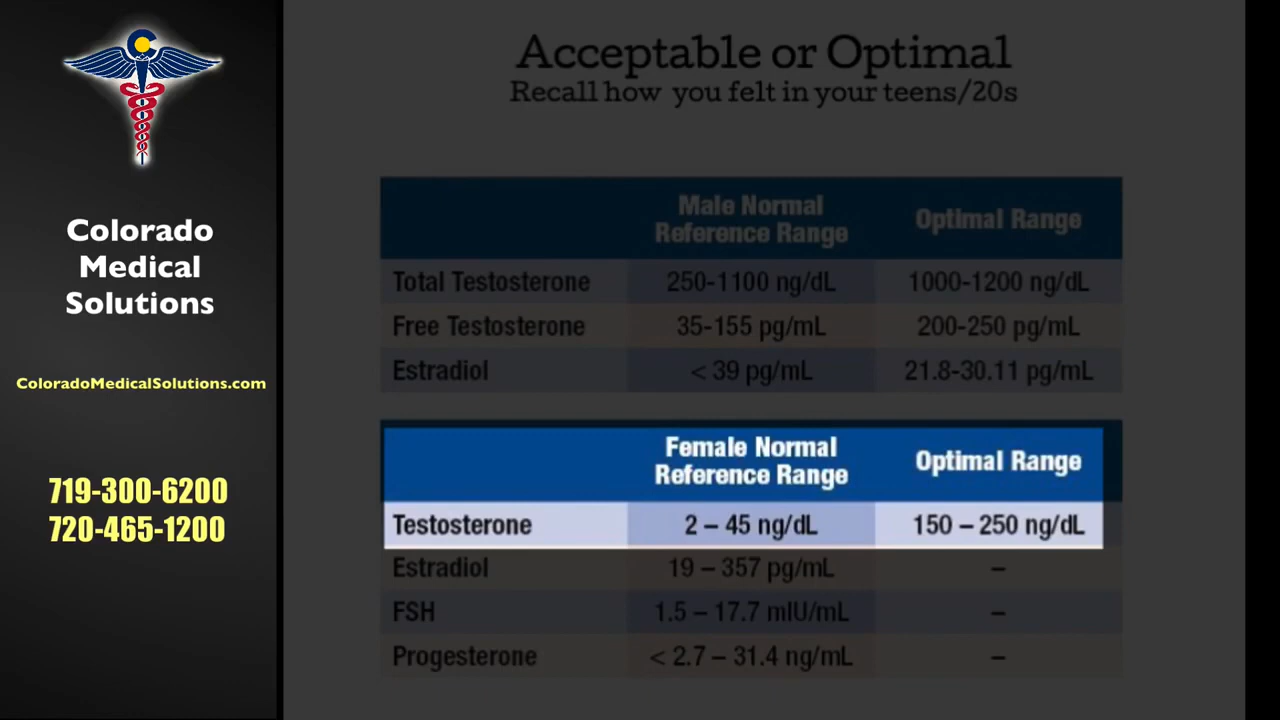 Colorado
Medical
Solutions
ColoradoMedicalSolutions.com
719-300-6200
720-465-1200
Acceptable or Optimal
Recall how you felt in your teens/20s
Male Normal
Reference Range
Optimal Range
Total Testosterone 250-1100 ng/dL 1000-1200 ng/dL
Free Testosterone 35-155 pg/mL 200-250 pg/mL
Estradiol < 39 pg/mL 21.8-30.11 pg/mL
Female Normal
Reference Range
Optimal Range
Testosterone 2 – 45 ng/dL 150 – 250 ng/dL
Estradiol 19 – 357 pg/mL –
FSH 1.5 – 17.7 mIU/mL –
Progesterone < 2.7 – 31.4 ng/mL –